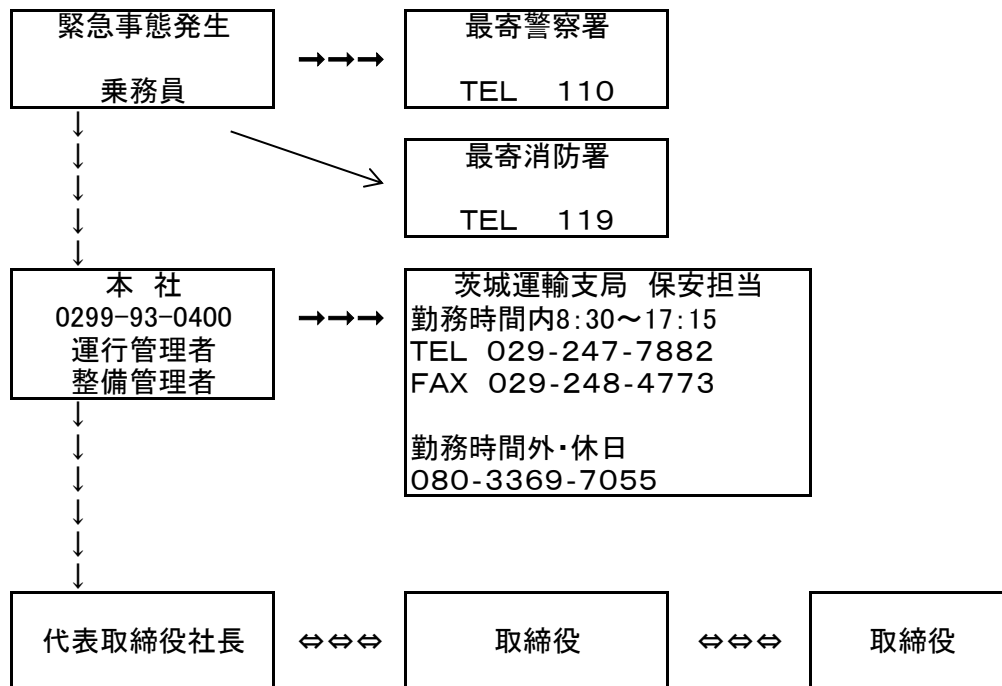 緊急事態発生
乗務員
→→→
最寄警察署
TEL　110
↓
↓
↓
↓
↓
最寄消防署
TEL　119
本　社
0299-93-0400
運行管理者
整備管理者
→→→
茨城運輸支局　保安担当
勤務時間内8:30～17:15
TEL 029-247-7882
FAX 029-248-4773
勤務時間外・休日
080-3369-7055
↓
↓
↓
↓
↓
↓
代表取締役社長
⇔⇔⇔
取締役
⇔⇔⇔
取締役